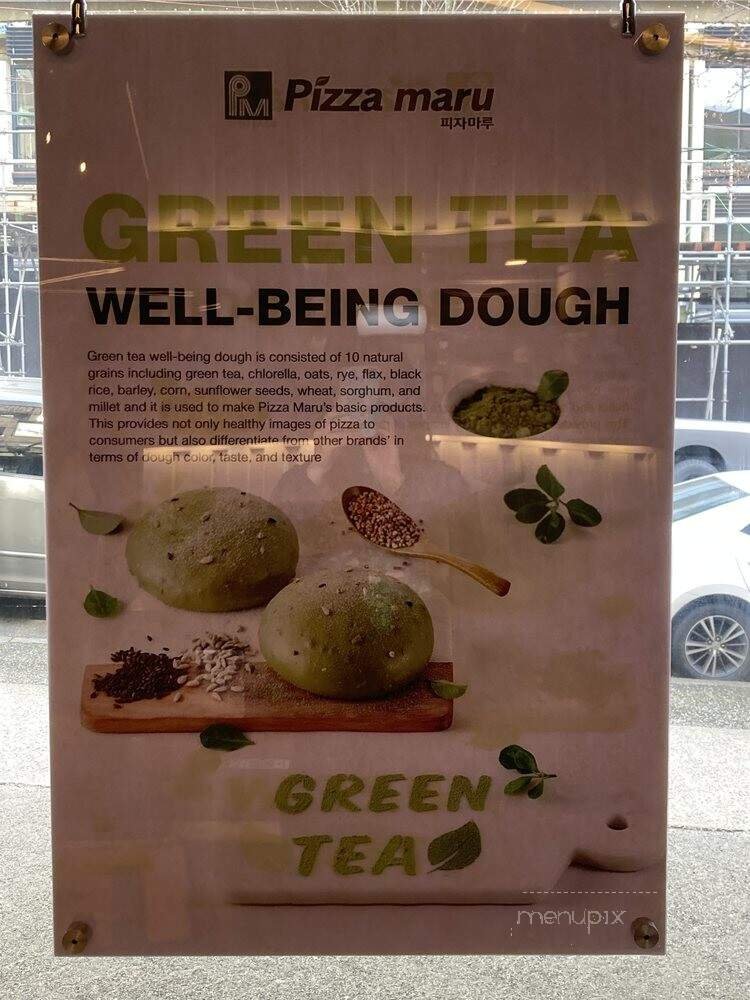 PM Pizza maru
피자마루
GREEN TEA
WELL-BEING DOUGH
Green tea well-being dough is consisted of 10 natural
grains including green tea, chlorella, oats, rye, flax, black
rice, barley, corn, sunflower seeds, wheat, sorghum, and
millet and it is used to make Pizza Maru's basic products.
This provides not only healthy images of pizza to
consumers but also differentiate from other brands' in
terms of dough color, taste, and texture
GREEN
TEA
menupix